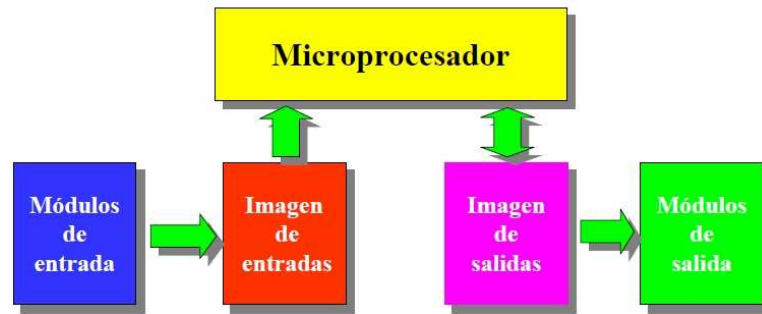 Microprocesador
Módulos
de
entrada
Imagen
de
entradas
Imagen
de
salidas
Módulos
de
salida